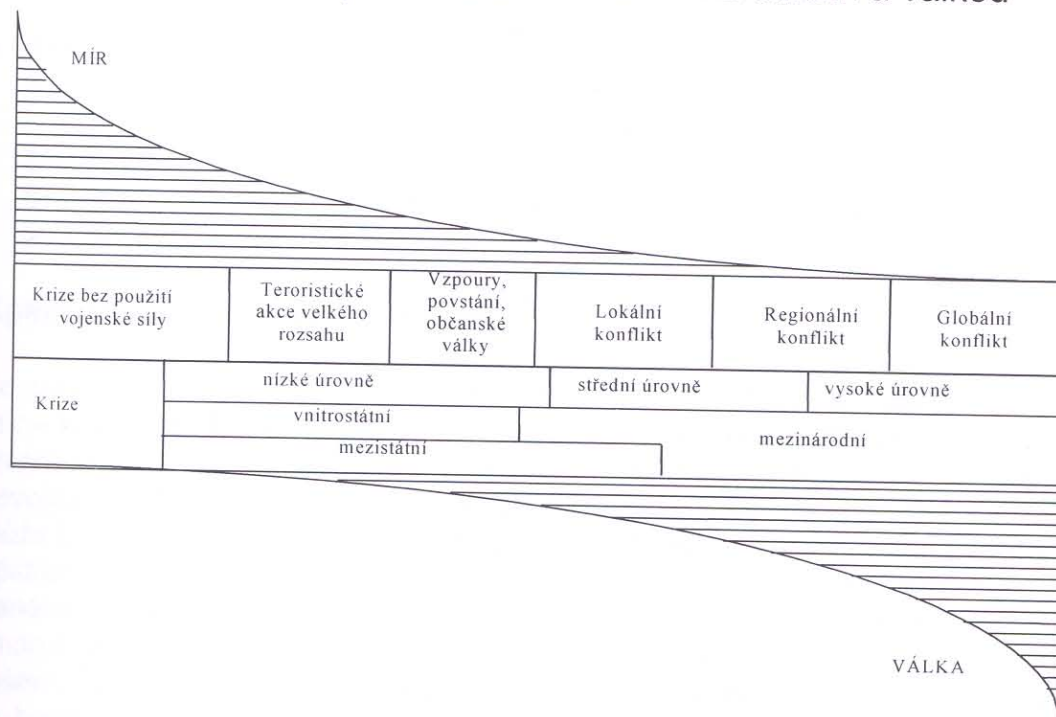 válkou
MÍR
Krize bez použití
vojenské síly
Teroristické
akce velkého
rozsahu
Vzpoury,
povstání,
občanské
války
Lokální
konflikt
Regionální
konflikt
Globální
konflikt
Krize
nízké úrovně
střední úrovně
vysoké úrovně
vnitrostátní
mezinárodní
mezistátní
VÁLKA